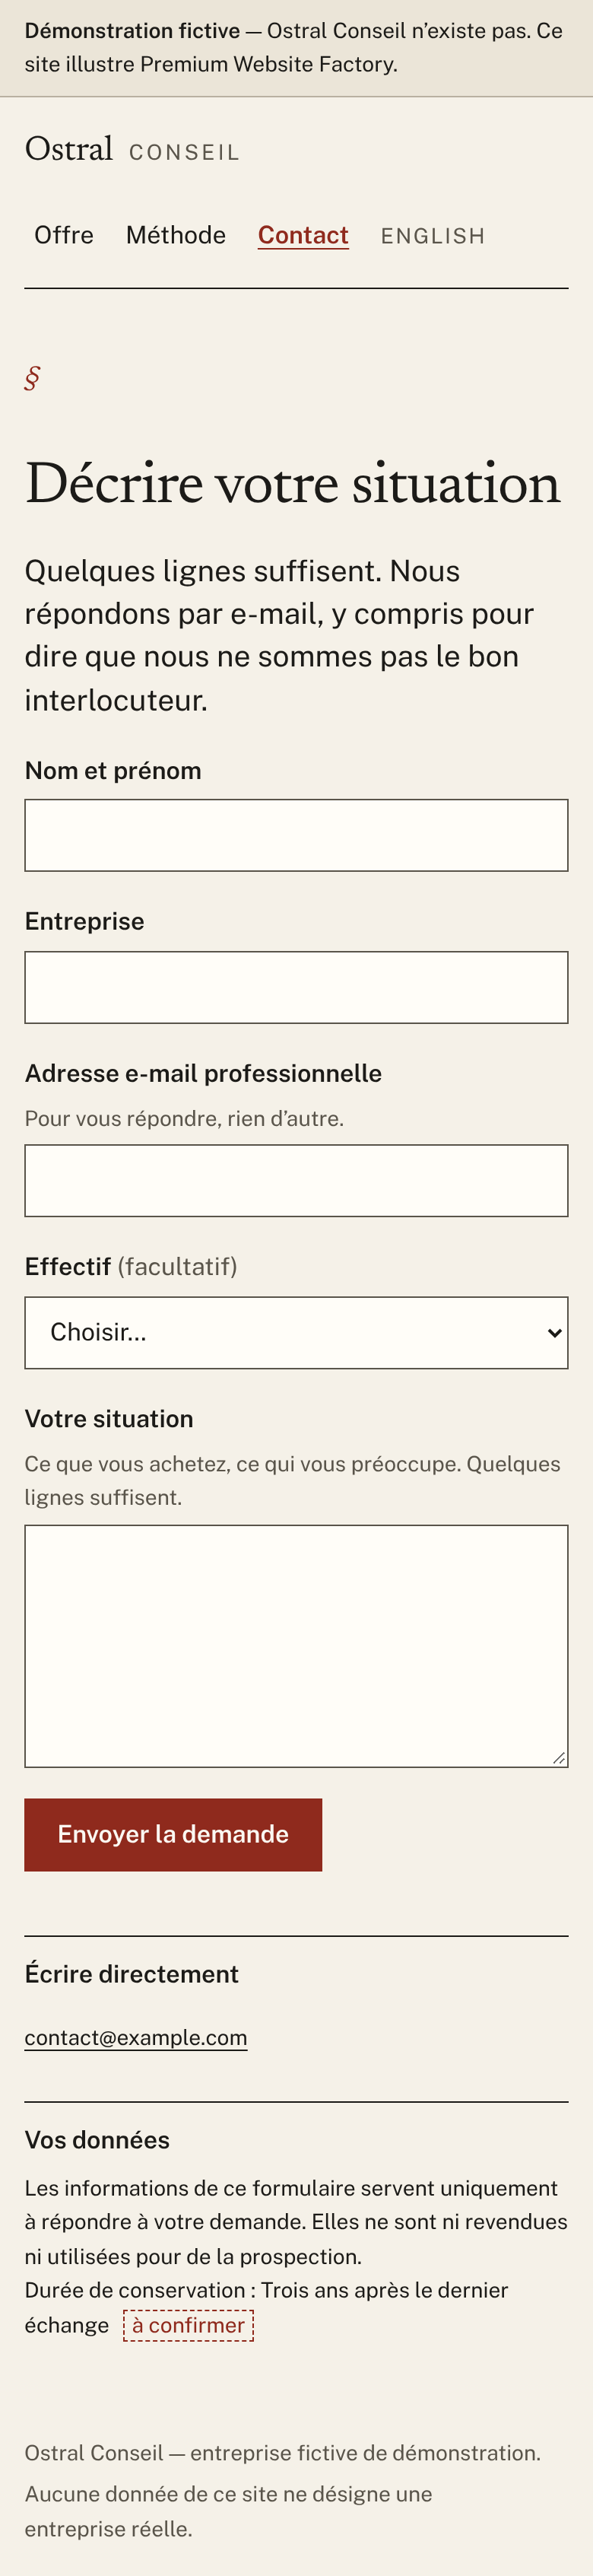 Démonstration fictive — Ostral Conseil n’existe pas. Ce
site illustre Premium Website Factory.
Ostral CONSEIL
Offre Méthode Contact ENGLISH
§
Décrire votre situation
Quelques lignes suffisent. Nous
répondons par e-mail, y compris pour
dire que nous ne sommes pas le bon
interlocuteur.
Nom et prénom
Entreprise
Adresse e-mail professionnelle
Pour vous répondre, rien d’autre.
Effectif (facultatif)
Choisir…
Votre situation
Ce que vous achetez, ce qui vous préoccupe. Quelques
lignes suffisent.
Envoyer la demande
Écrire directement
contact@example.com
Vos données
Les informations de ce formulaire servent uniquement
à répondre à votre demande. Elles ne sont ni revendues
ni utilisées pour de la prospection.
Durée de conservation : Trois ans après le dernier
échange à confirmer
Ostral Conseil — entreprise fictive de démonstration.
Aucune donnée de ce site ne désigne une
entreprise réelle.